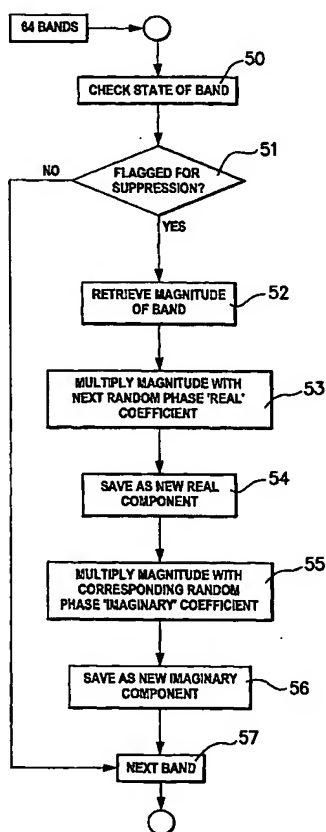 64 BANDS
50
CHECK STATE OF BAND
51
NO
FLAGGED FOR
SUPPRESSION?
YES
52
RETRIEVE MAGNITUDE
OF BAND
53
MULTIPLY MAGNITUDE WITH
NEXT RANDOM PHASE 'REAL'
COEFFICIENT
54
SAVE AS NEW REAL
COMPONENT
55
MULTIPLY MAGNITUDE WITH
CORRESPONDING RANDOM
PHASE 'IMAGINARY' COEFFICIENT
56
SAVE AS NEW IMAGINARY
COMPONENT
57
NEXT BAND